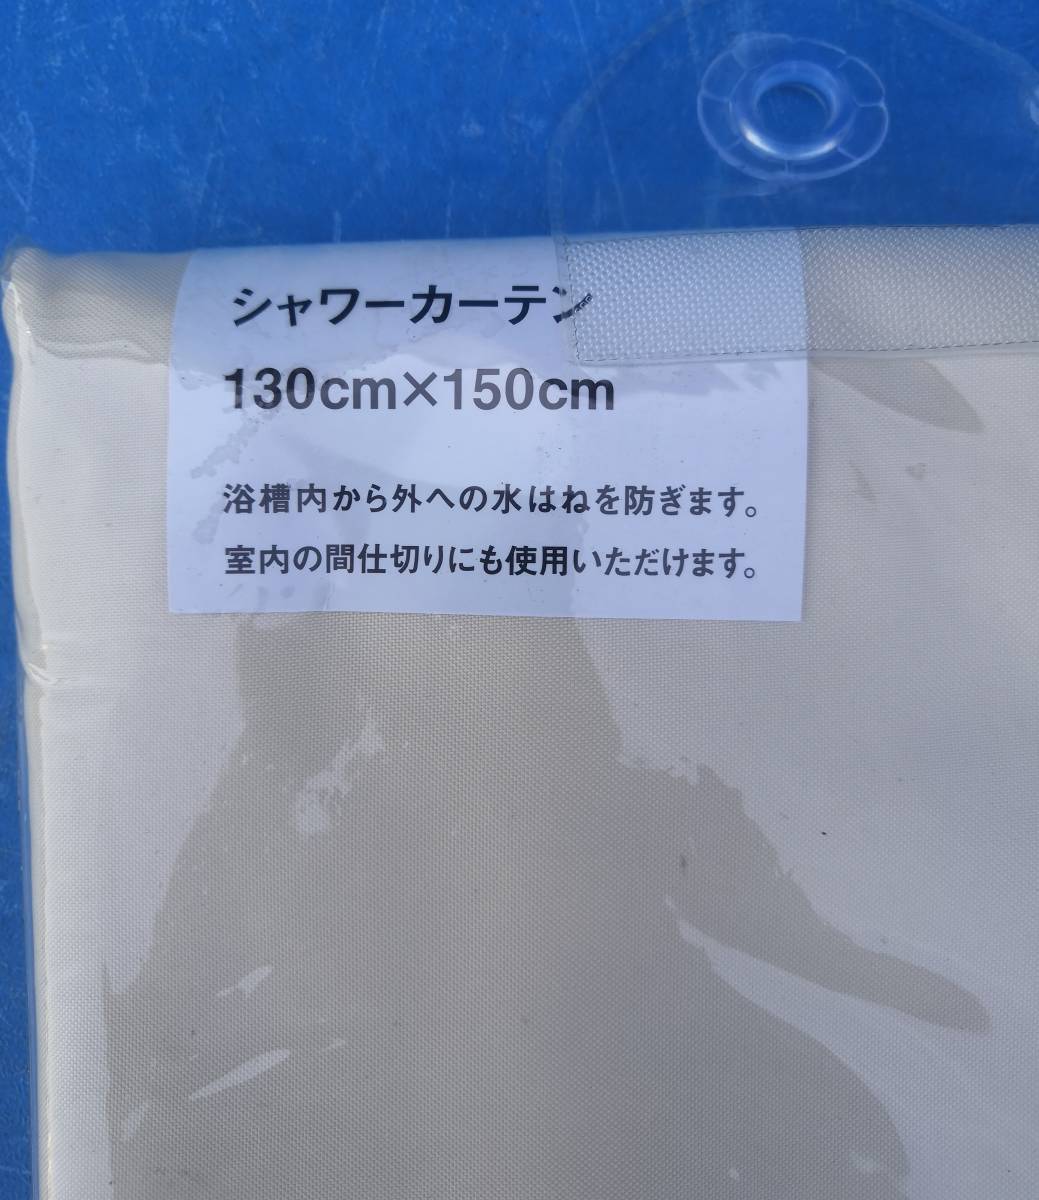 シャワーカーテン
130cm×150cm
浴槽内から外への水はねを防ぎます。
室内の間仕切りにも使用いただけます。